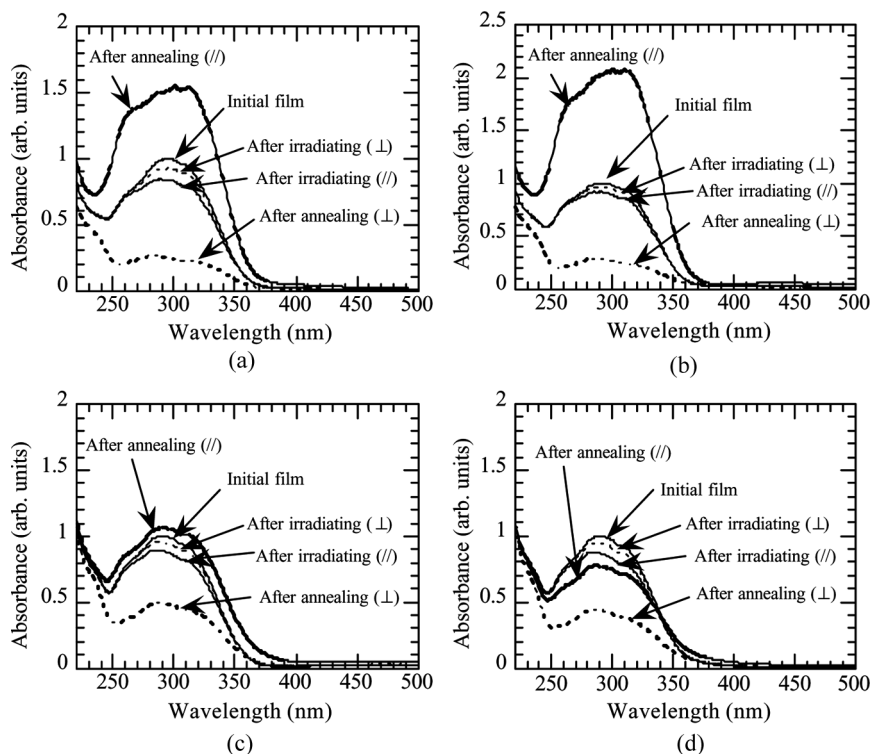 2
1.5
1
0.5
0
Absorbance (arb. units)
After annealing (//)
Initial film
After irradiating (⊥)
After irradiating (//)
After annealing (⊥)
250 300 350 400 450 500
Wavelength (nm)
(a)
2.5
2
1.5
1
0.5
0
Absorbance (arb. units)
After annealing (//)
Initial film
After irradiating (⊥)
After irradiating (//)
After annealing (⊥)
250 300 350 400 450 500
Wavelength (nm)
(b)
2
1.5
1
0.5
0
Absorbance (arb. units)
After annealing (//)
Initial film
After irradiating (⊥)
After irradiating (//)
After annealing (⊥)
250 300 350 400 450 500
Wavelength (nm)
(c)
2
1.5
1
0.5
0
Absorbance (arb. units)
After annealing (//)
Initial film
After irradiating (⊥)
After irradiating (//)
After annealing (⊥)
250 300 350 400 450 500
Wavelength (nm)
(d)